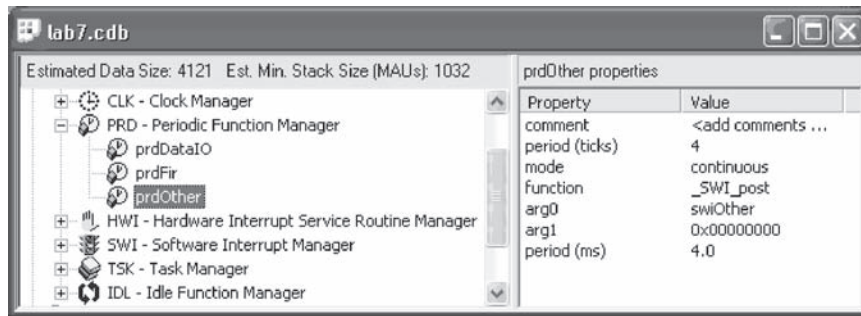 lab7.cdb
Estimated Data Size: 4121 Est. Min. Stack Size (MAUs): 1032
CLK - Clock Manager
PRD - Periodic Function Manager
prdDataIO
prdFir
prdOther
HWI - Hardware Interrupt Service Routine Manager
SWI - Software Interrupt Manager
TSK - Task Manager
IDL - Idle Function Manager
prdOther properties
Property Value
comment <add comments ...
period (ticks) 4
mode continuous
function _SWI_post
arg0 swiOther
arg1 0x00000000
period (ms) 4.0